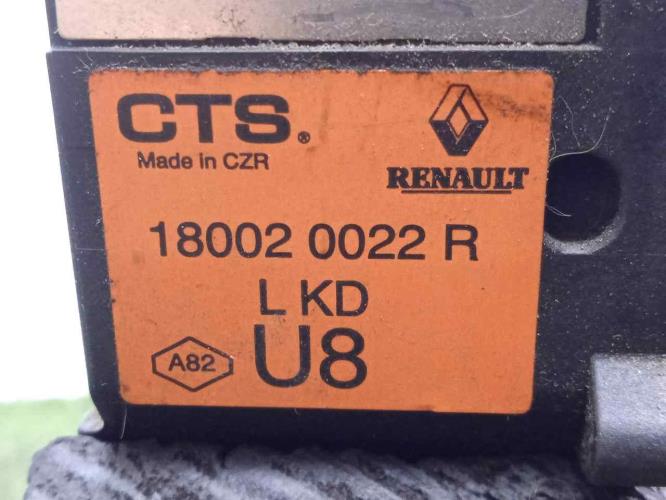 CTS®
Made in CZR
RENAULT
18002 0022 R
L KD
A82
U8